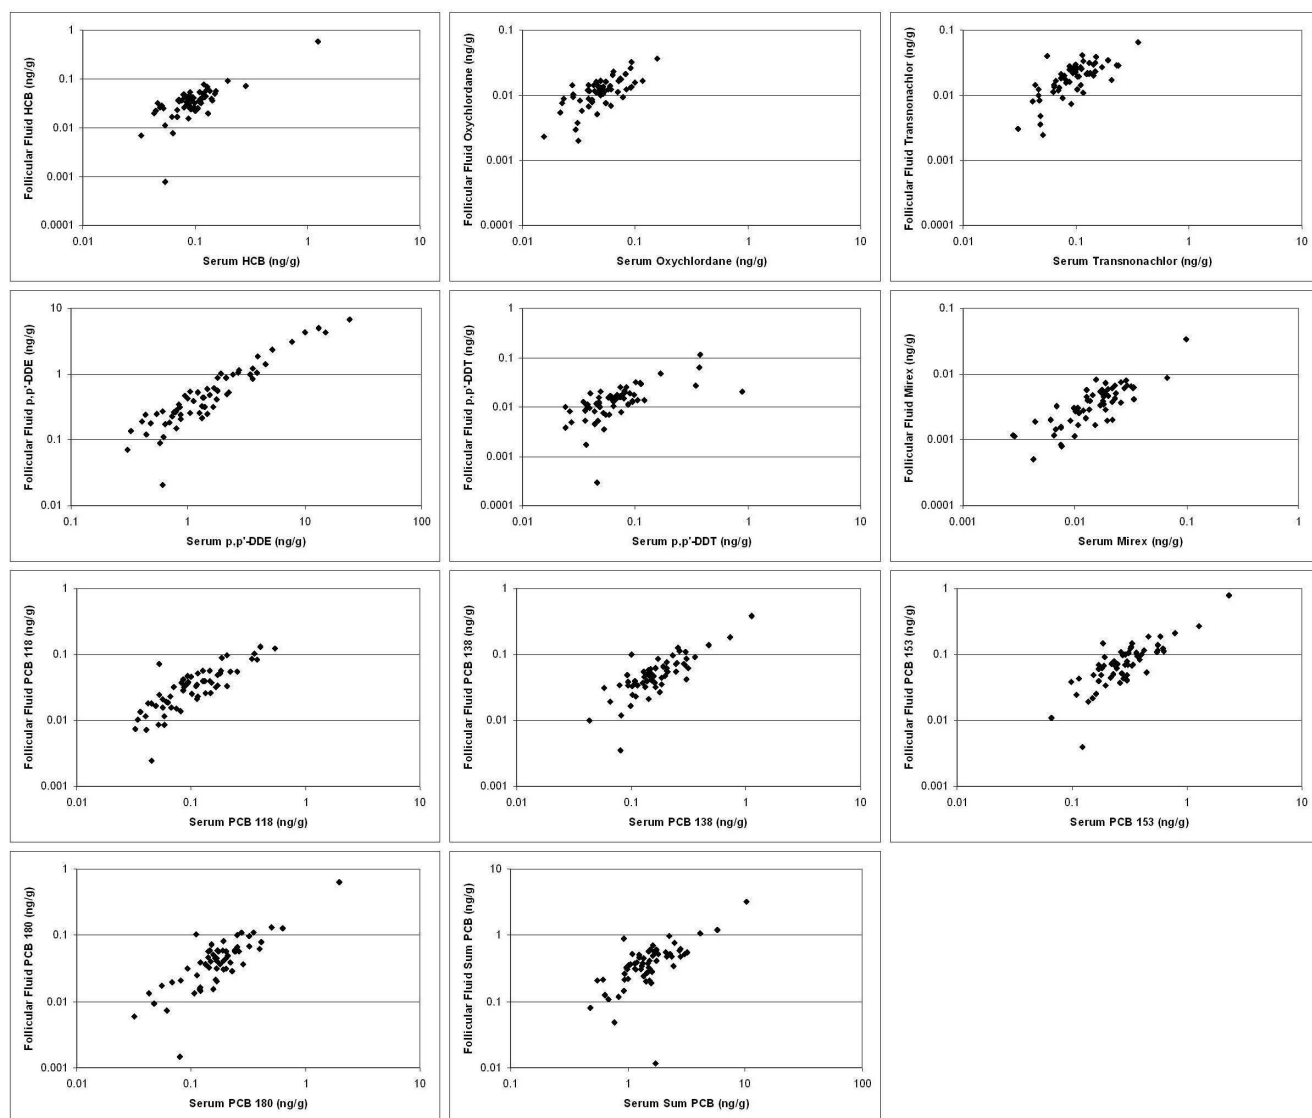 1
0.1
0.01
0.001
0.0001
Follicular Fluid HCB (ng/g)
0.01 0.1 1 10
Serum HCB (ng/g)
0.1
0.01
0.001
0.0001
Follicular Fluid Oxychlordane (ng/g)
0.01 0.1 1 10
Serum Oxychlordane (ng/g)
0.1
0.01
0.001
0.0001
Follicular Fluid Transnonachlor (ng/g)
0.01 0.1 1 10
Serum Transnonachlor (ng/g)
10
1
0.1
0.01
Follicular Fluid p,p'-DDE (ng/g)
0.1 1 10 100
Serum p,p'-DDE (ng/g)
1
0.1
0.01
0.001
0.0001
Follicular Fluid p,p'-DDT (ng/g)
0.01 0.1 1 10
Serum p,p'-DDT (ng/g)
0.1
0.01
0.001
0.0001
Follicular Fluid Mirex (ng/g)
0.001 0.01 0.1 1
Serum Mirex (ng/g)
1
0.1
0.01
0.001
Follicular Fluid PCB 118 (ng/g)
0.01 0.1 1 10
Serum PCB 118 (ng/g)
1
0.1
0.01
0.001
Follicular Fluid PCB 138 (ng/g)
0.01 0.1 1 10
Serum PCB 138 (ng/g)
1
0.1
0.01
0.001
Follicular Fluid PCB 153 (ng/g)
0.01 0.1 1 10
Serum PCB 153 (ng/g)
1
0.1
0.01
0.001
Follicular Fluid PCB 180 (ng/g)
0.01 0.1 1 10
Serum PCB 180 (ng/g)
10
1
0.1
0.01
Follicular Fluid Sum PCB (ng/g)
0.1 1 10 100
Serum Sum PCB (ng/g)